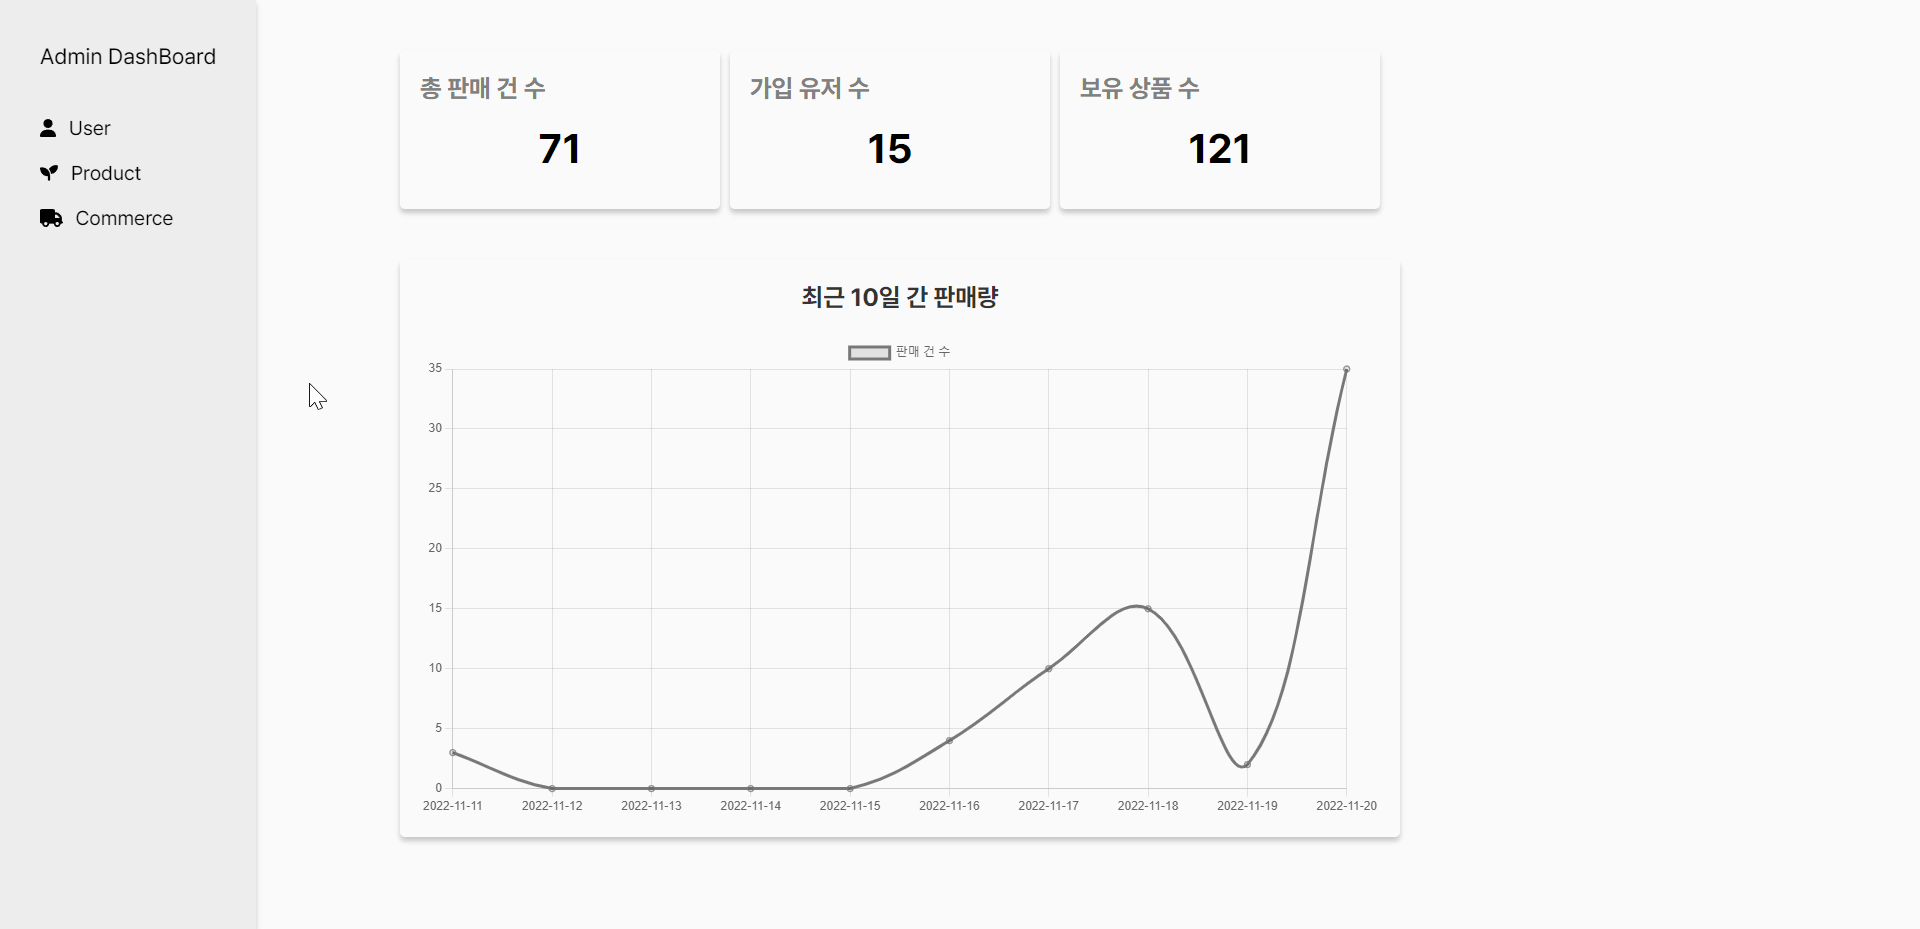 Admin DashBoard
User
Product
Commerce
총 판매 건 수
71
가입 유저 수
15
보유 상품 수
121
최근 10일 간 판매량
판매 건 수
35
30
25
20
15
10
5
0
2022-11-11 2022-11-12 2022-11-13 2022-11-14 2022-11-15 2022-11-16 2022-11-17 2022-11-18 2022-11-19 2022-11-20